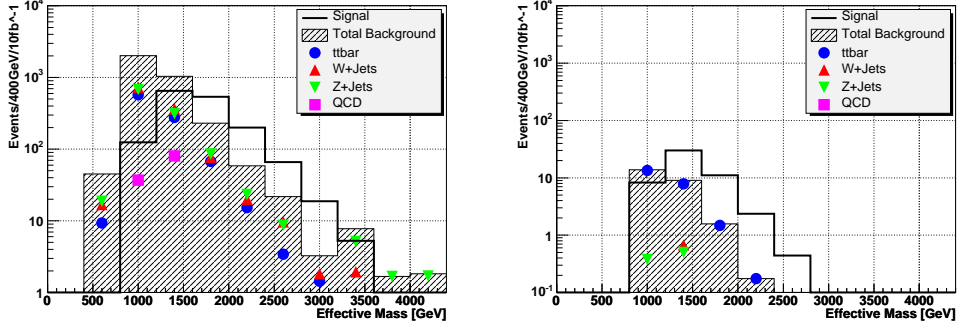 Events/400GeV/10fb^-1
10^4
10^3
10^2
10
1
Signal
Total Background
ttbar
W+Jets
Z+Jets
QCD
0 500 1000 1500 2000 2500 3000 3500 4000
Effective Mass [GeV]
Events/400GeV/10fb^-1
10^4
10^3
10^2
10
1
10^-1
Signal
Total Background
ttbar
W+Jets
Z+Jets
QCD
0 500 1000 1500 2000 2500 3000 3500 4000
Effective Mass [GeV]